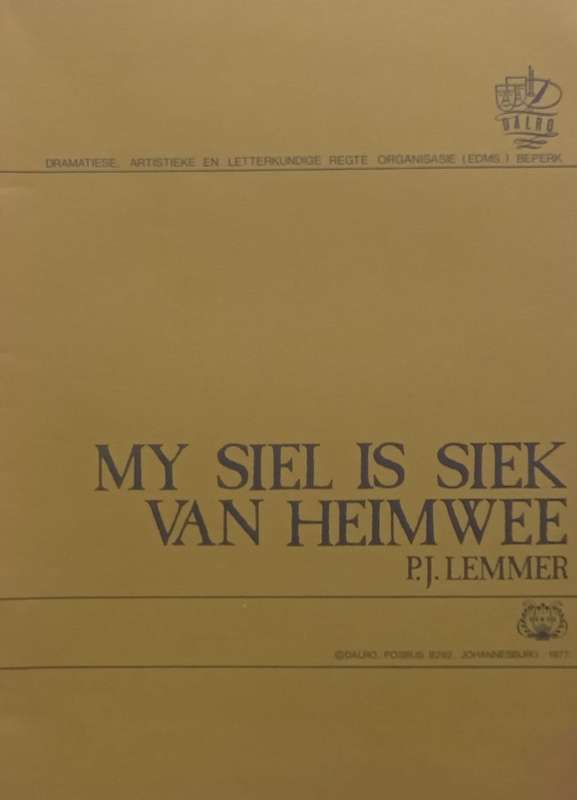 DALRO
DRAMATIESE, ARTISTIEKE EN LETTERKUNDIGE REGTE ORGANISASIE (EDMS.) BEPERK
MY SIEL IS SIEK
VAN HEIMWEE
P.J. LEMMER
©DALRO, POSBUS 9292, JOHANNESBURG 1977